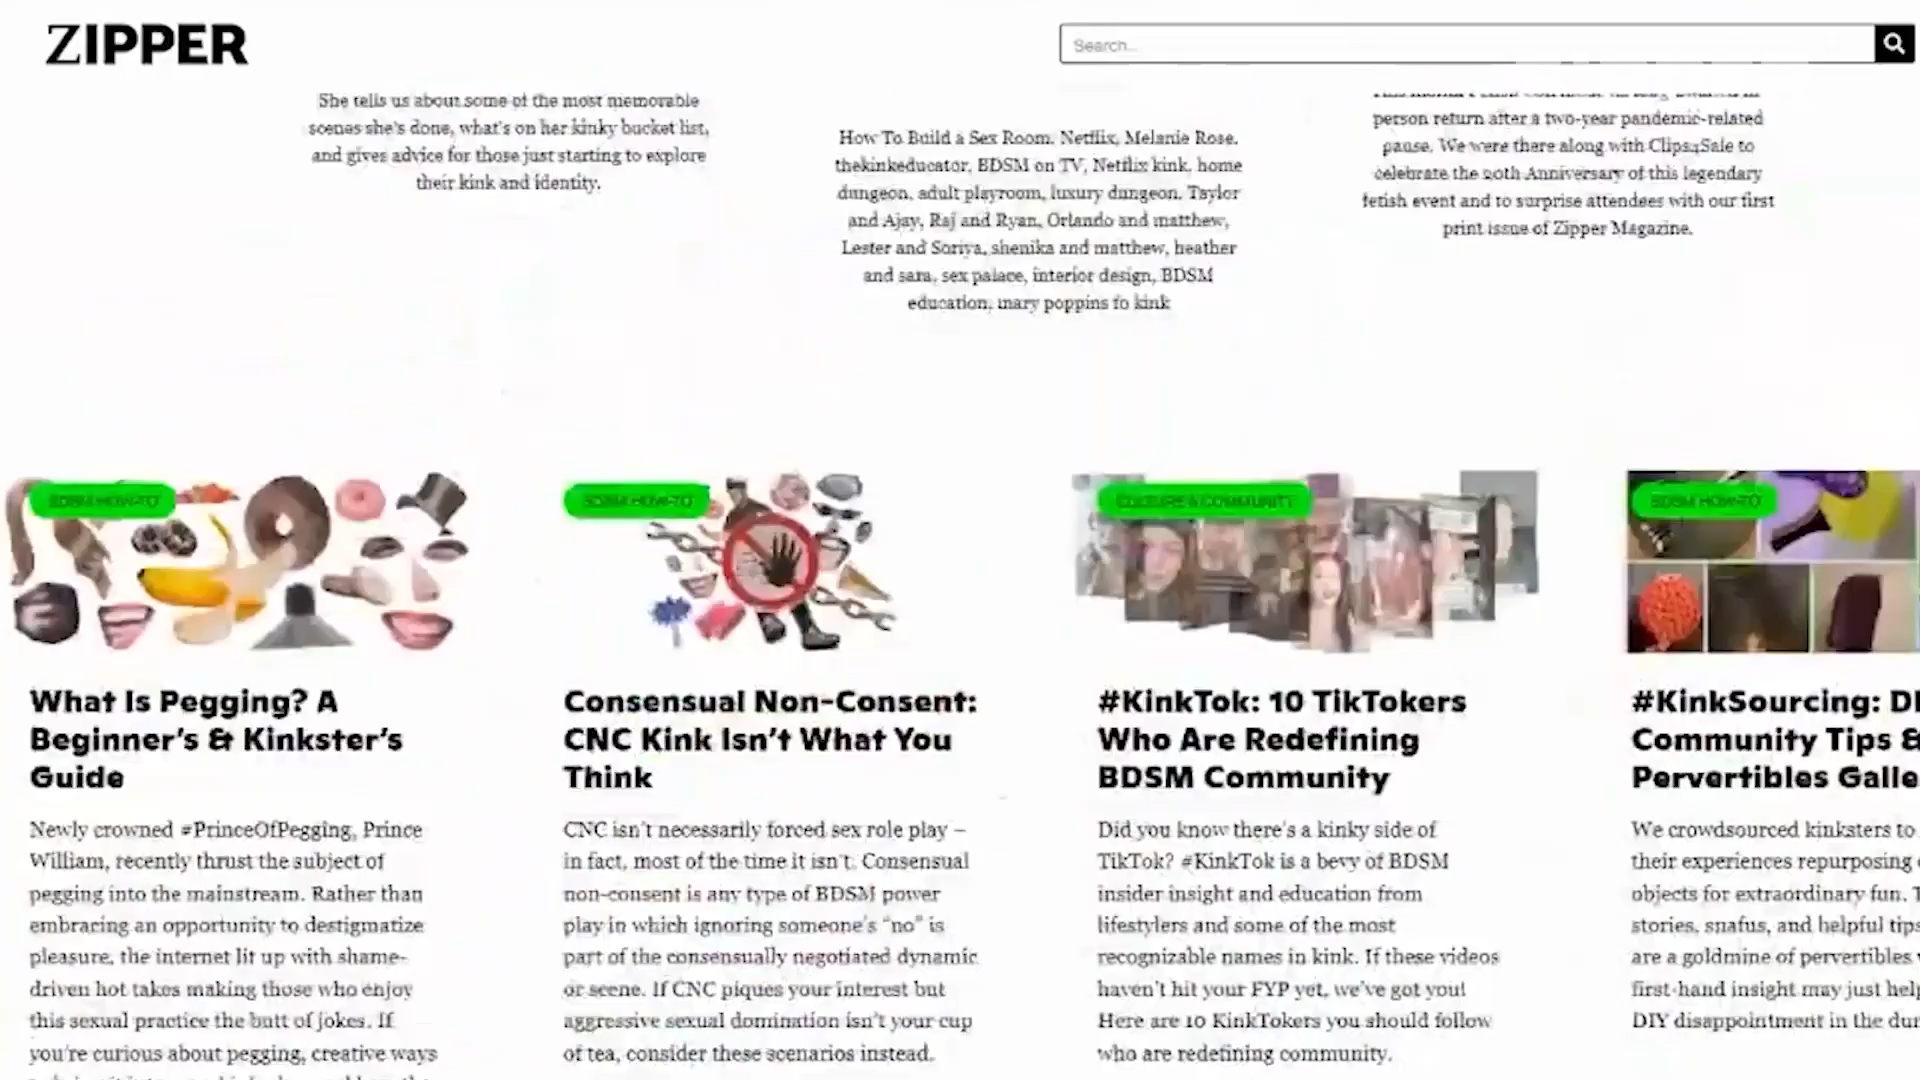 ZIPPER
Search...
She tells us about some of the most memorable
scenes she's done, what's on her kinky bucket list,
and gives advice for those just starting to explore
their kink and identity.
How To Build a Sex Room, Netflix, Melanie Rose,
thekinkeducator, BDSM on TV, Netflix kink, home
dungeon, adult playroom, luxury dungeon, Taylor
and Ajay, Raj and Ryan, Orlando and matthew,
Lester and Soriya, shenika and matthew, heather
and sara, sex palace, interior design, BDSM
education, mary poppins fo kink
person return after a two-year pandemic-related
pause. We were there along with Clips4Sale to
celebrate the 20th Anniversary of this legendary
fetish event and to surprise attendees with our first
print issue of Zipper Magazine.
BDSM HOW-TO
What Is Pegging? A
Beginner's & Kinkster's
Guide
Newly crowned #PrinceOfPegging, Prince
William, recently thrust the subject of
pegging into the mainstream. Rather than
embracing an opportunity to destigmatize
pleasure, the internet lit up with shame-
driven hot takes making those who enjoy
this sexual practice the butt of jokes. If
you're curious about pegging, creative ways
BDSM HOW-TO
Consensual Non-Consent:
CNC Kink Isn't What You
Think
CNC isn't necessarily forced sex role play –
in fact, most of the time it isn't. Consensual
non-consent is any type of BDSM power
play in which ignoring someone's "no" is
part of the consensually negotiated dynamic
or scene. If CNC piques your interest but
aggressive sexual domination isn't your cup
of tea, consider these scenarios instead.
CULTURE & COMMUNITY
#KinkTok: 10 TikTokers
Who Are Redefining
BDSM Community
Did you know there's a kinky side of
TikTok? #KinkTok is a bevy of BDSM
insider insight and education from
lifestylers and some of the most
recognizable names in kink. If these videos
haven't hit your FYP yet, we've got you!
Here are 10 KinkTokers you should follow
who are redefining community.
BDSM HOW-TO
#KinkSourcing: DI
Community Tips &
Pervertibles Galle
We crowdsourced kinksters to
their experiences repurposing
objects for extraordinary fun. T
stories, snafus, and helpful tips
are a goldmine of pervertibles
first-hand insight may just help
DIY disappointment in the dun